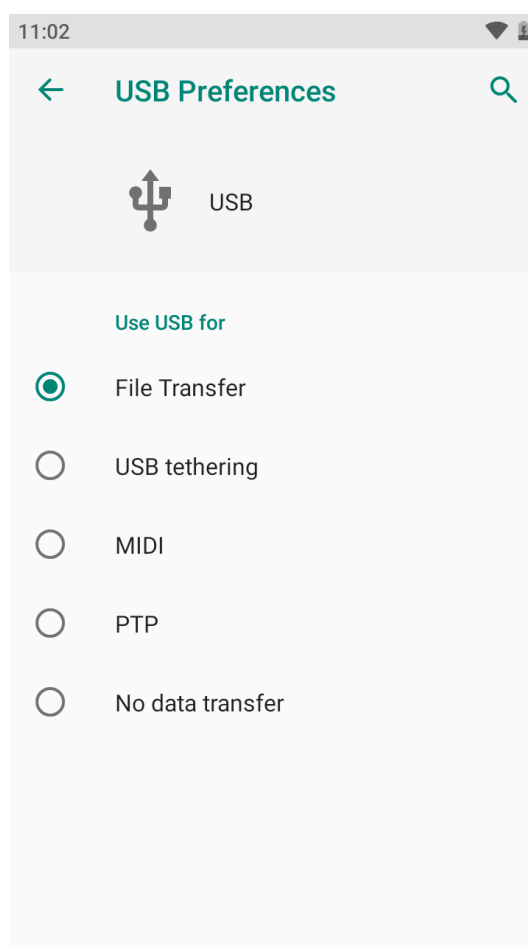 11:02
USB Preferences
USB
Use USB for
File Transfer
USB tethering
MIDI
PTP
No data transfer